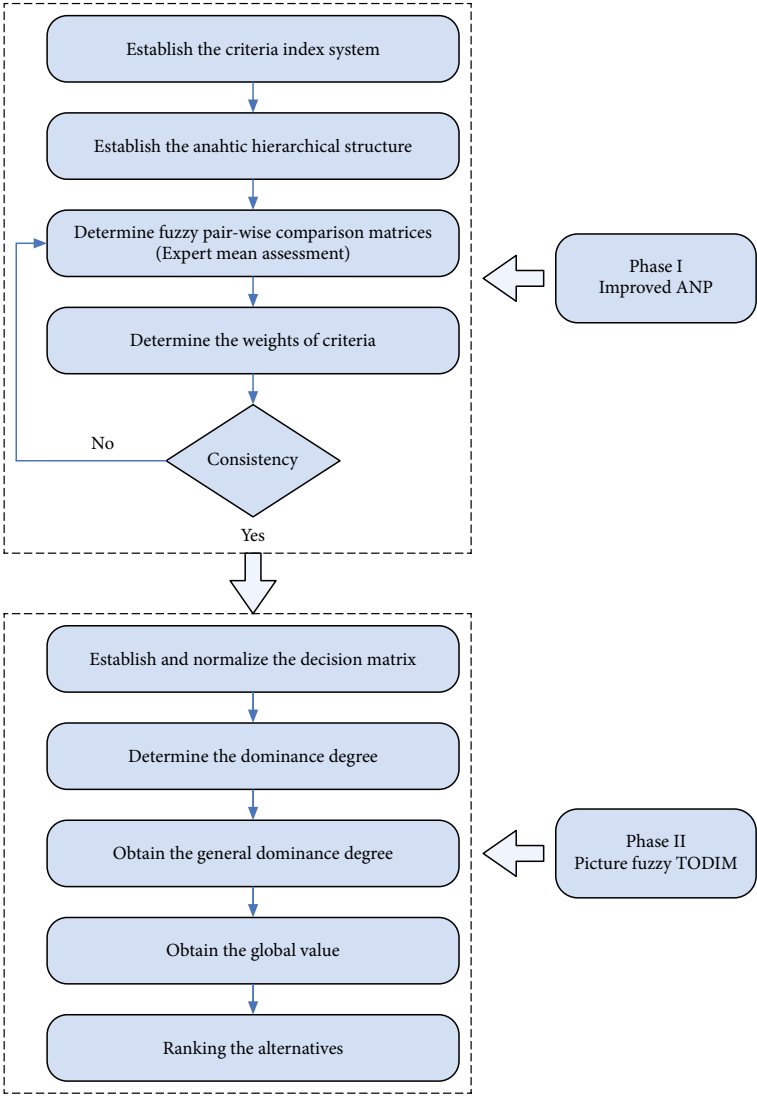 Establish the criteria index system
Establish the anahtic hierarchical structure
Determine fuzzy pair-wise comparison matrices
(Expert mean assessment)
Phase I
Improved ANP
Determine the weights of criteria
No
Consistency
Yes
Establish and normalize the decision matrix
Determine the dominance degree
Obtain the general dominance degree
Phase II
Picture fuzzy TODIM
Obtain the global value
Ranking the alternatives